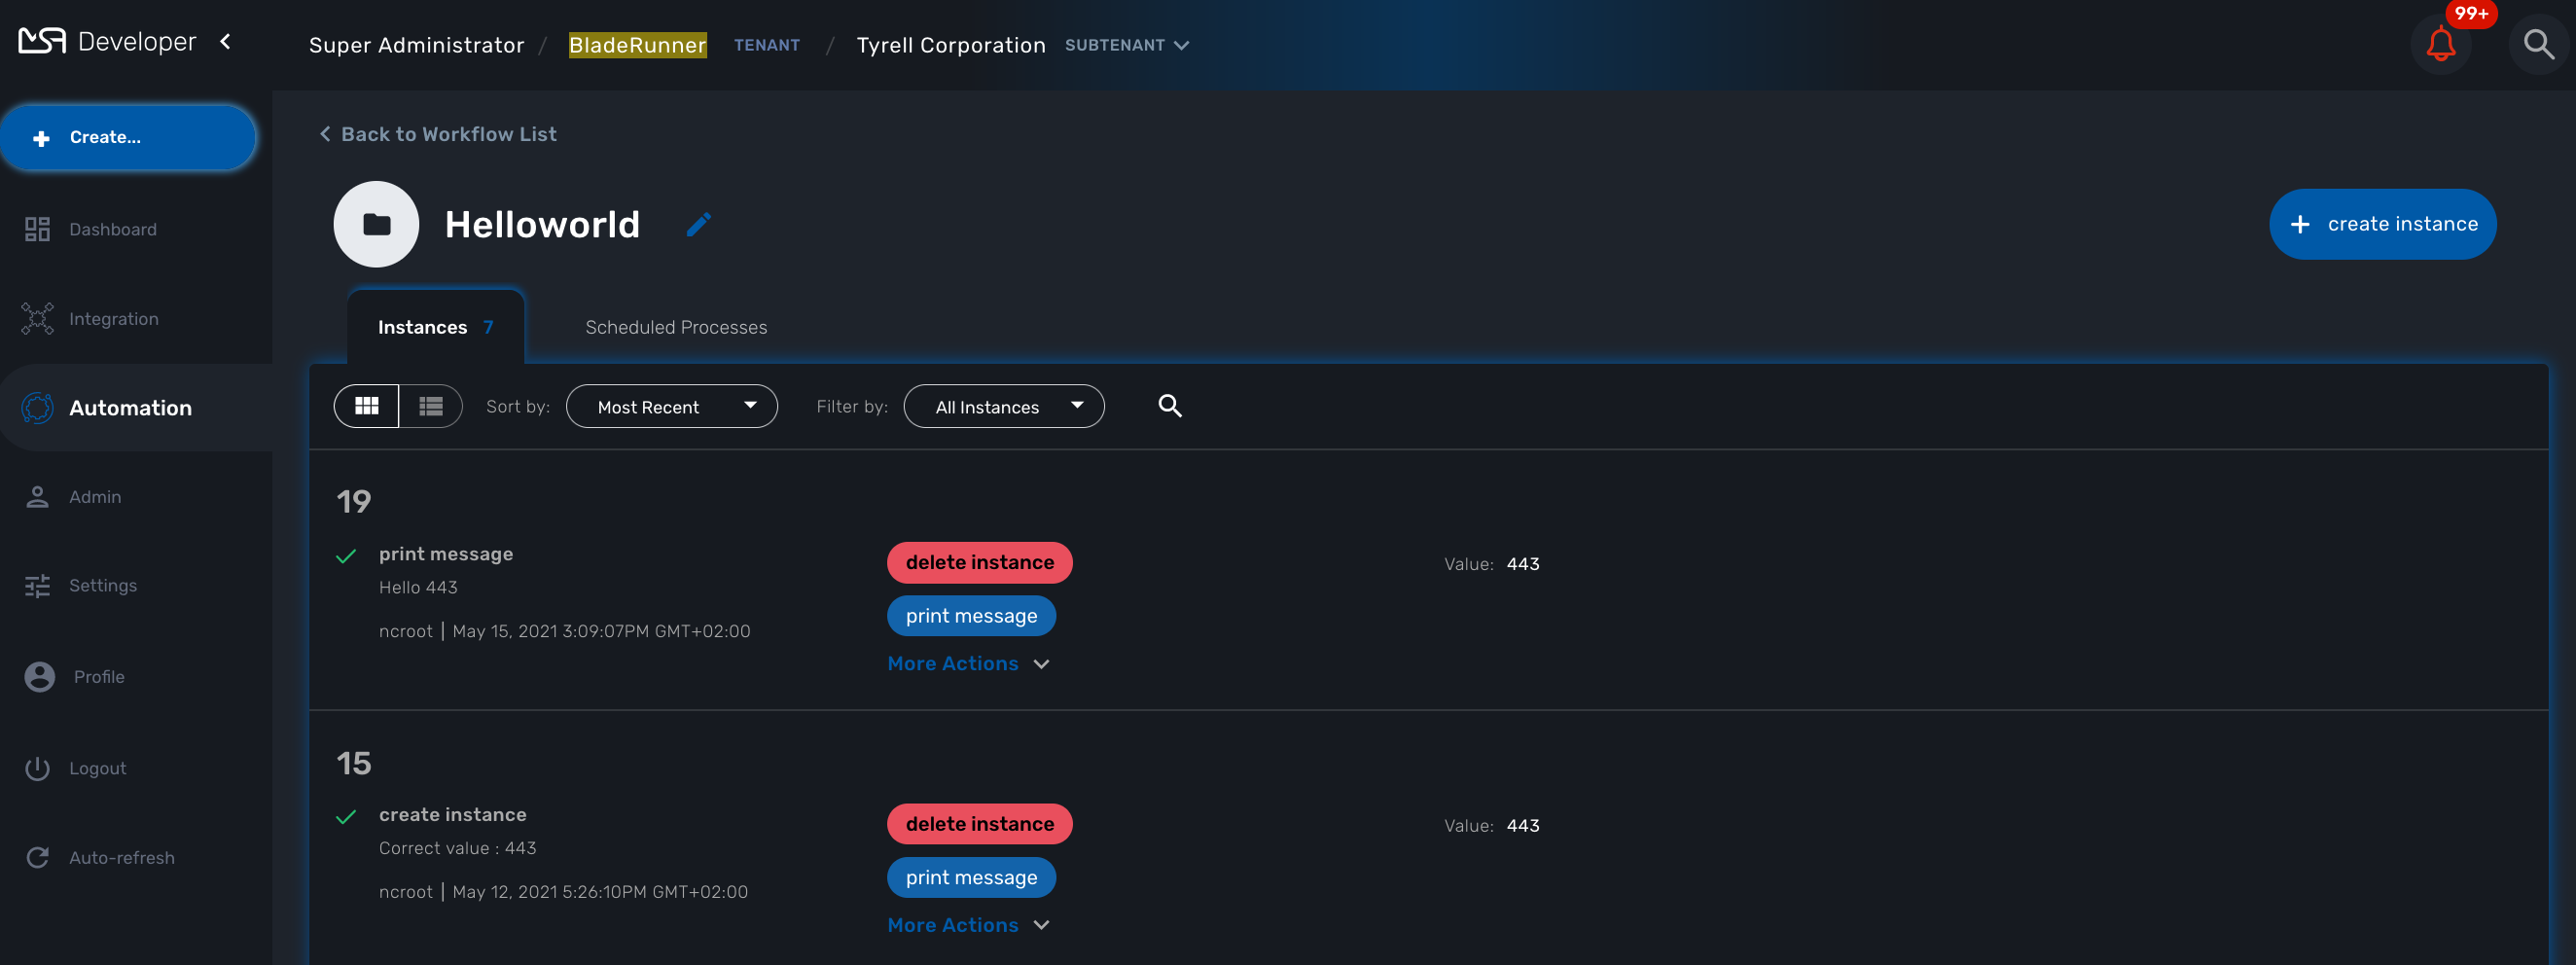 MSA Developer
Super Administrator / BladeRunner TENANT / Tyrell Corporation SUBTENANT
99+
Create...
Dashboard
Integration
Automation
Admin
Settings
Profile
Logout
Auto-refresh
Back to Workflow List
Helloworld
create instance
Instances 7
Scheduled Processes
Sort by: Most Recent
Filter by: All Instances
19
print message
Hello 443
ncroot | May 15, 2021 3:09:07PM GMT+02:00
delete instance
print message
More Actions
Value: 443
15
create instance
Correct value : 443
ncroot | May 12, 2021 5:26:10PM GMT+02:00
delete instance
print message
More Actions
Value: 443